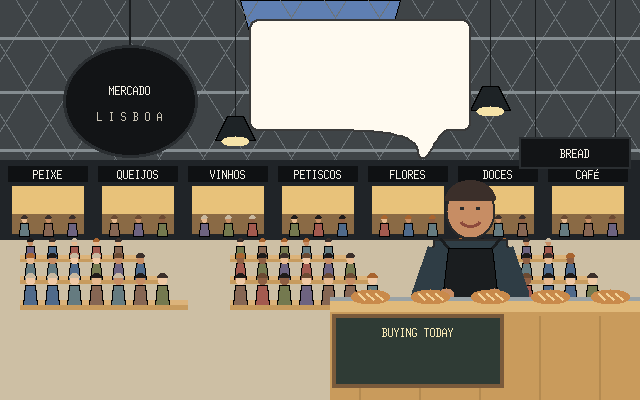 MERCADO
LISBOA
BREAD
PEIXE
QUEIJOS
VINHOS
PETISCOS
FLORES
DOCES
CAFÉ
BUYING TODAY